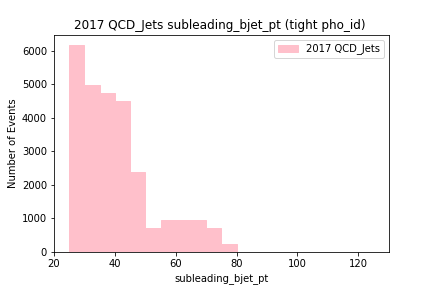 2017 QCD_Jets subleading_bjet_pt (tight pho_id)
2017 QCD_Jets
Number of Events
6000
5000
4000
3000
2000
1000
0
20 40 60 80 100 120
subleading_bjet_pt